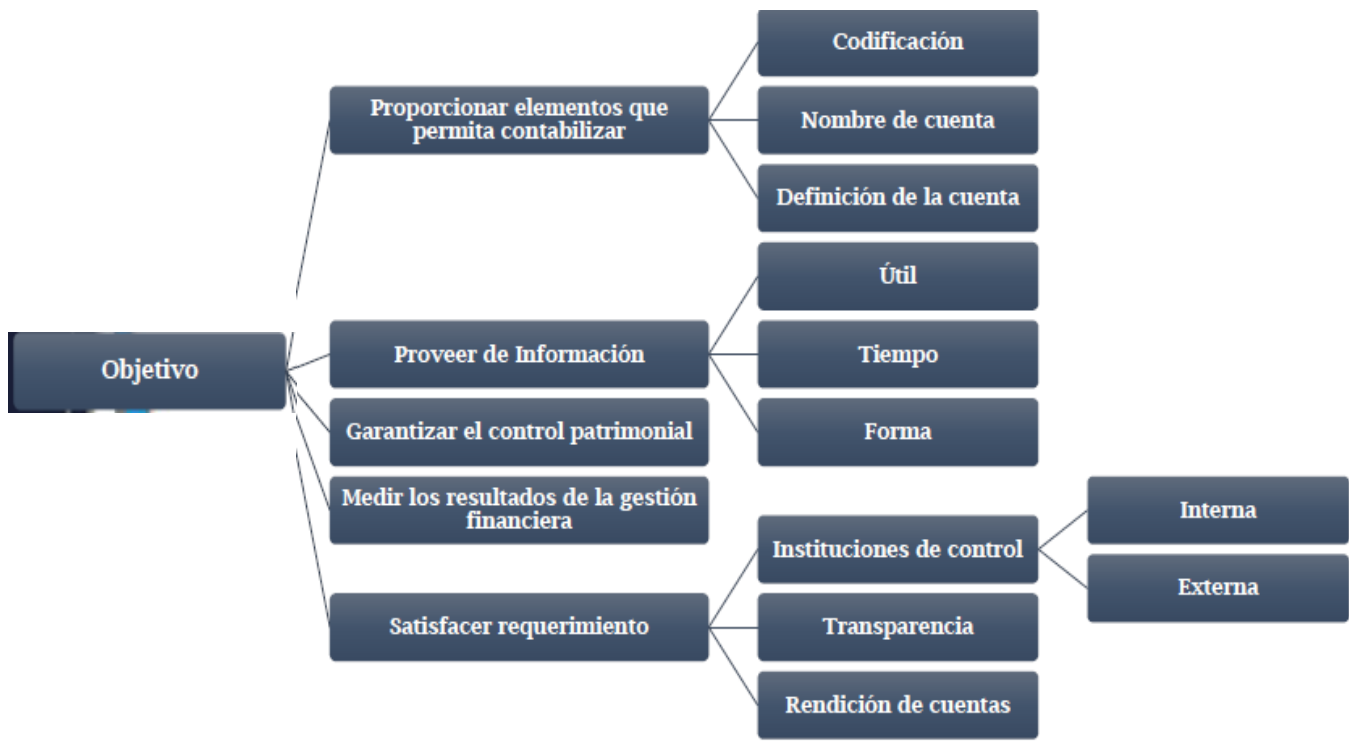 Objetivo
Proporcionar elementos que
permita contabilizar
Codificación
Nombre de cuenta
Definición de la cuenta
Proveer de Información
Útil
Tiempo
Forma
Garantizar el control patrimonial
Medir los resultados de la gestión
financiera
Satisfacer requerimiento
Instituciones de control
Interna
Externa
Transparencia
Rendición de cuentas